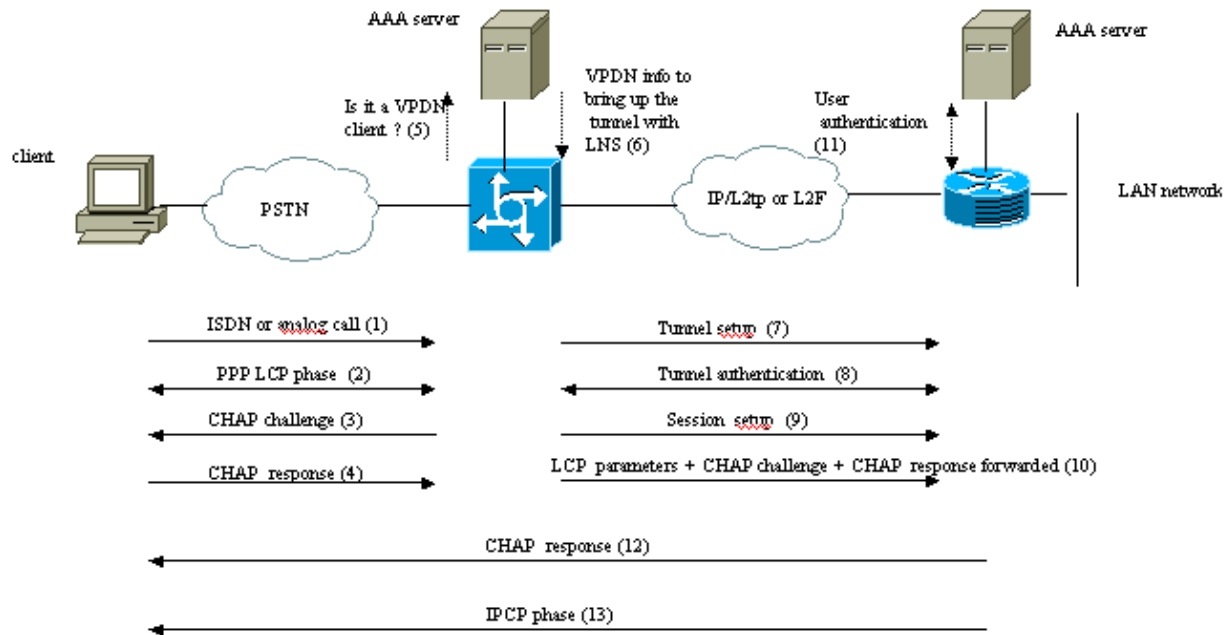 AAA server
AAA server
VPDN info to
bring up the
tunnel with
LNS (6)
Is it a VPDN
client ? (5)
User
authentication
(11)
client
PSTN
IP/L2tp or L2F
LAN network
ISDN or analog call (1)
Tunnel setup (7)
PPP LCP phase (2)
Tunnel authentication (8)
CHAP challenge (3)
Session setup (9)
LCP parameters + CHAP challenge + CHAP response forwarded (10)
CHAP response (4)
CHAP response (12)
IPCP phase (13)